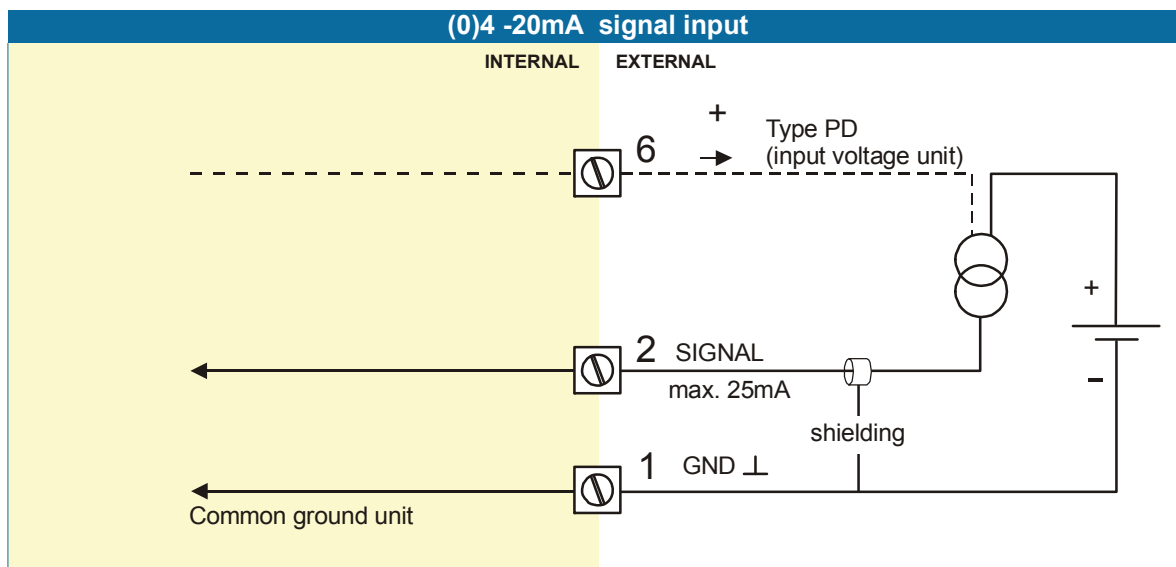 (0)4 -20mA signal input
INTERNAL EXTERNAL
+
6
Type PD
(input voltage unit)
+
2 SIGNAL
max. 25mA
-
shielding
1 GND ⊥
Common ground unit